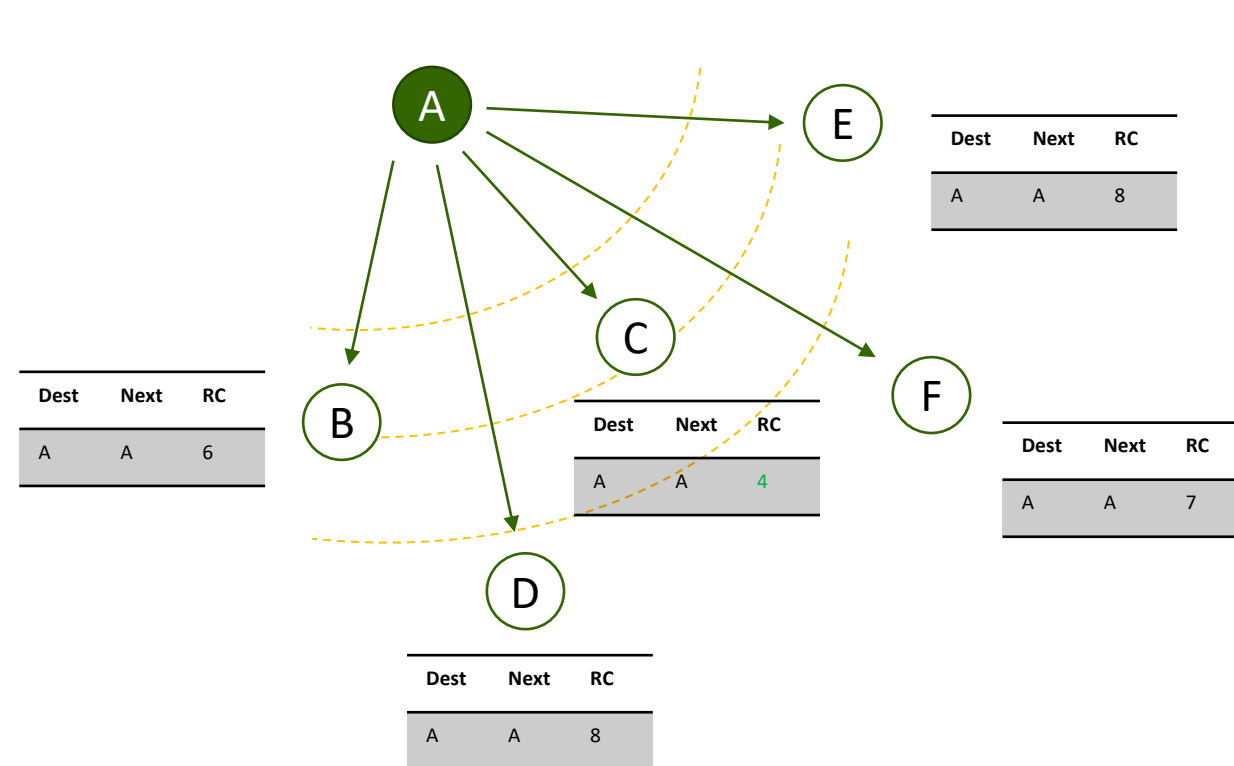 A
E
Dest Next RC
A A 8
C
F
Dest Next RC
A A 6
B
Dest Next RC
A A 4
Dest Next RC
A A 7
D
Dest Next RC
A A 8